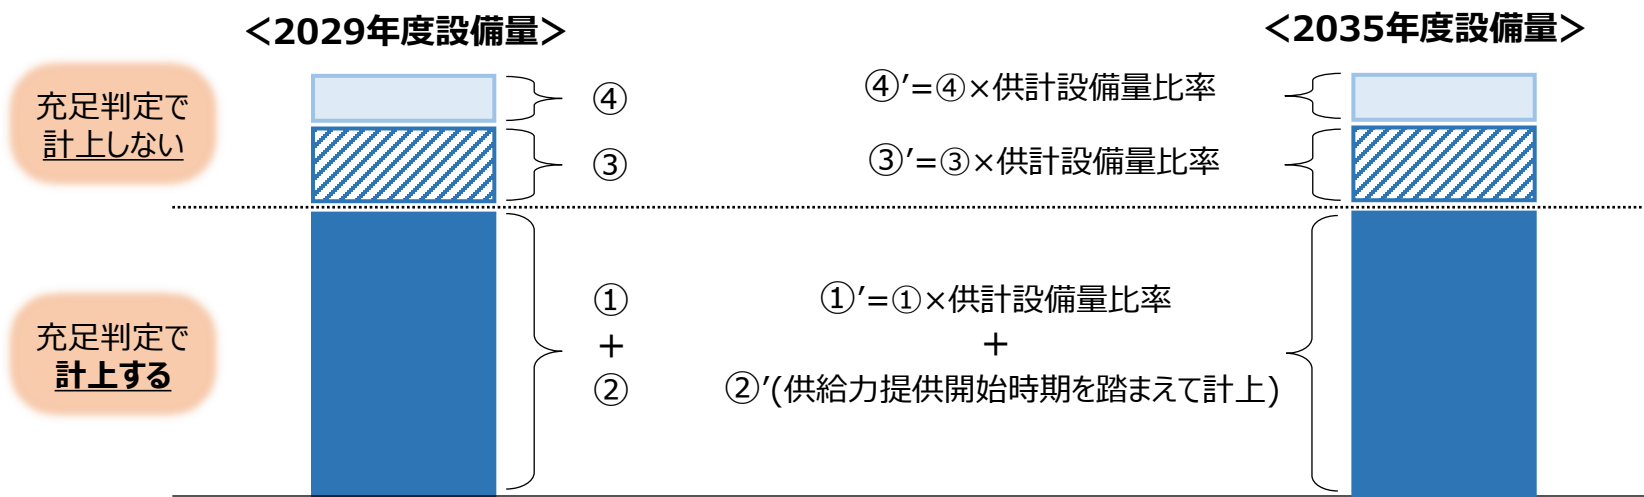 <2029年度設備量>
<2035年度設備量>
充足判定で
計上しない
④
④′=④×供計設備量比率
③
③′=③×供計設備量比率
充足判定で
計上する
①
+
②
①′=①×供計設備量比率
+
②′(供給力提供開始時期を踏まえて計上)